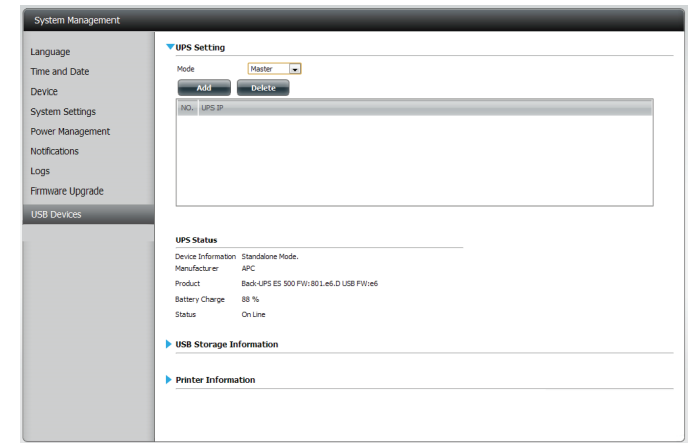 System Management
Language
Time and Date
Device
System Settings
Power Management
Notifications
Logs
Firmware Upgrade
USB Devices
UPS Setting
Mode Master
Add Delete
NO. UPS IP
UPS Status
Device Information Standalone Mode.
Manufacturer APC
Product Back-UPS ES 500 FW:801.e6.D USB FW:e6
Battery Charge 88 %
Status On Line
USB Storage Information
Printer Information